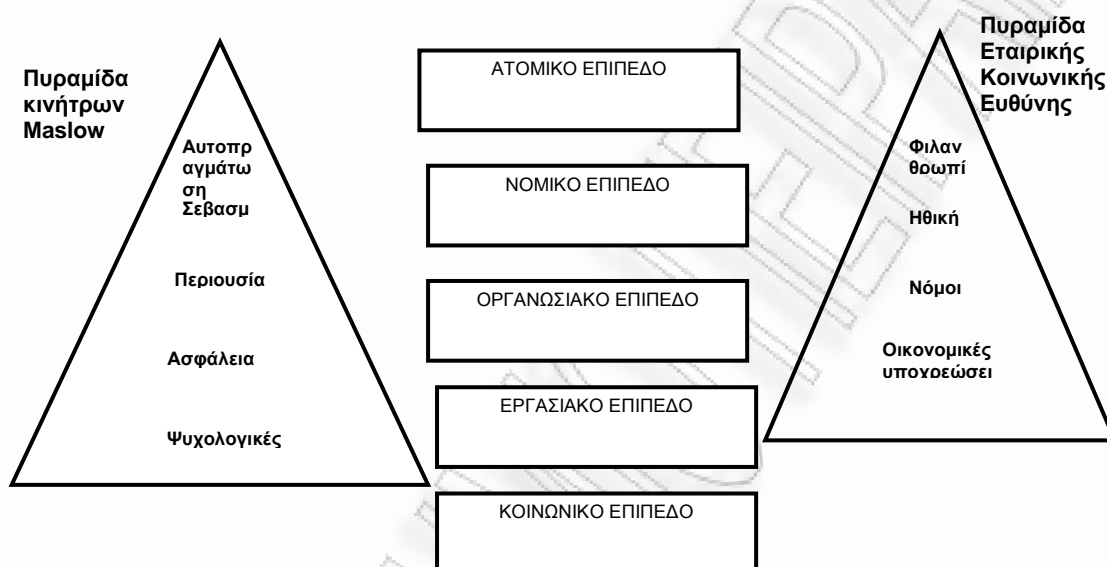 Πυραμίδα
κινήτρων
Maslow
Αυτοπρ
αγμάτω
ση
Σεβασμ
Περιουσία
Ασφάλεια
Ψυχολογικές
ΑΤΟΜΙΚΟ ΕΠΙΠΕΔΟ
ΝΟΜΙΚΟ ΕΠΙΠΕΔΟ
ΟΡΓΑΝΩΣΙΑΚΟ ΕΠΙΠΕΔΟ
ΕΡΓΑΣΙΑΚΟ ΕΠΙΠΕΔΟ
ΚΟΙΝΩΝΙΚΟ ΕΠΙΠΕΔΟ
Πυραμίδα
Εταιρικής
Κοινωνικής
Ευθύνης
Φιλαν
θρωπί
Ηθική
Νόμοι
Οικονομικές
υποχρεώσει